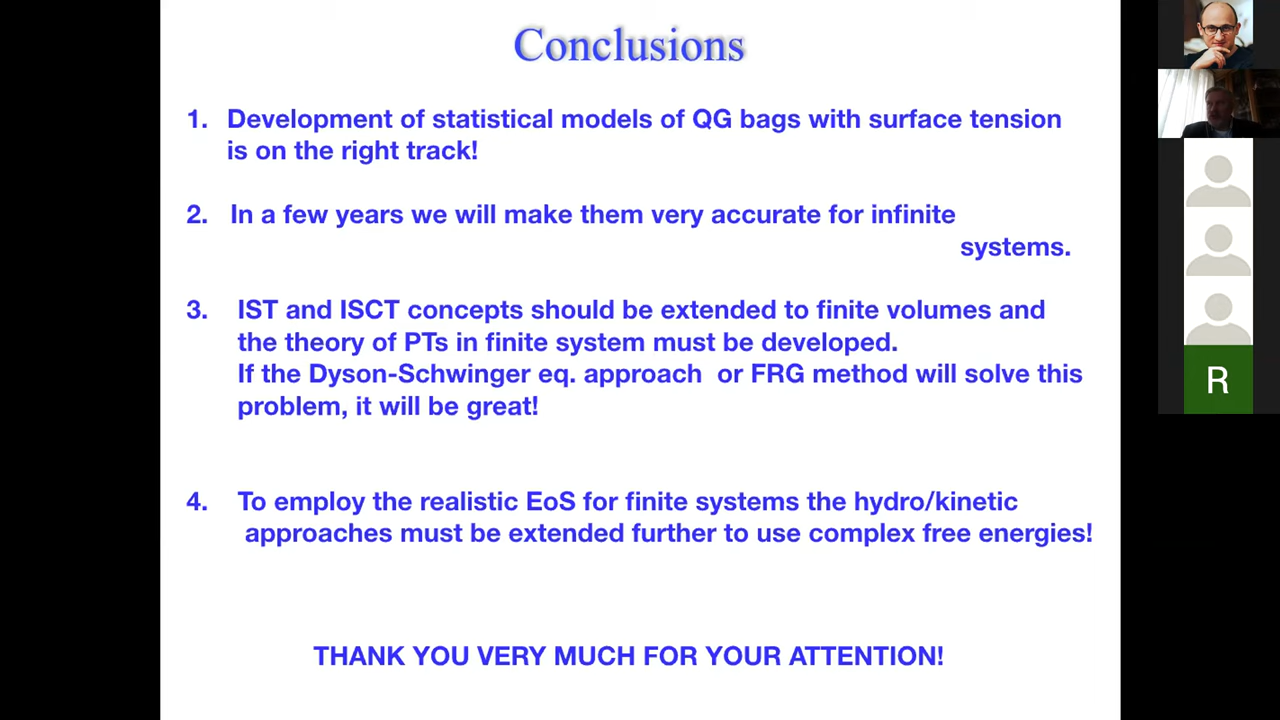 Conclusions
1. Development of statistical models of QG bags with surface tension
is on the right track!
2. In a few years we will make them very accurate for infinite
systems.
3. IST and ISCT concepts should be extended to finite volumes and
the theory of PTs in finite system must be developed.
If the Dyson-Schwinger eq. approach or FRG method will solve this
problem, it will be great!
4. To employ the realistic EoS for finite systems the hydro/kinetic
approaches must be extended further to use complex free energies!
THANK YOU VERY MUCH FOR YOUR ATTENTION!
R